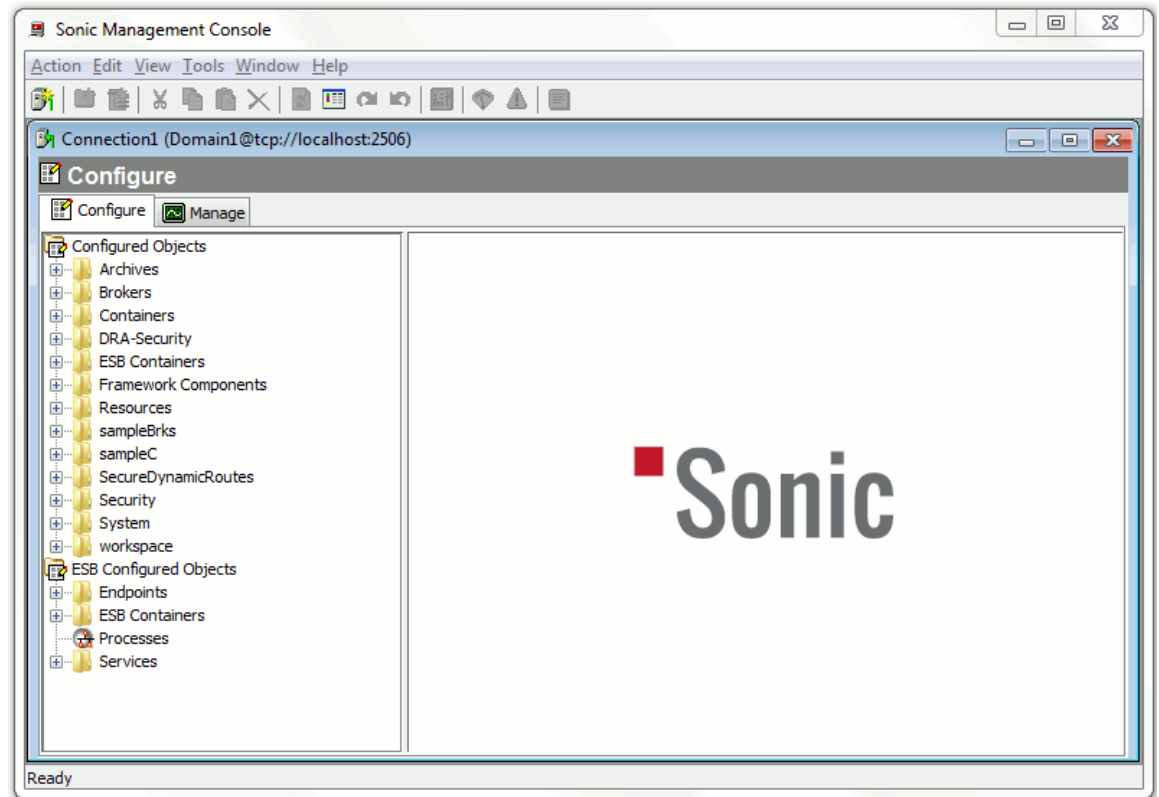 Sonic Management Console
Action Edit View Tools Window Help
Connection1 (Domain1@tcp://localhost:2506)
Configure
Configure Manage
Configured Objects
Archives
Brokers
Containers
DRA-Security
ESB Containers
Framework Components
Resources
sampleBrks
sampleC
SecureDynamicRoutes
Security
System
workspace
ESB Configured Objects
Endpoints
ESB Containers
Processes
Services
Sonic
Ready